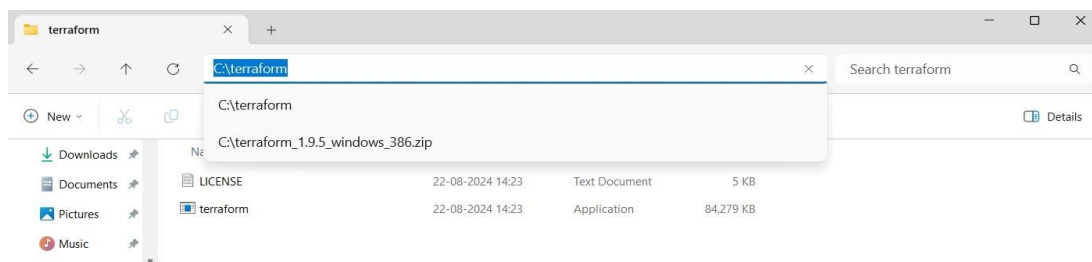 terraform
C:\terraform
Search terraform
C:\terraform
New
Details
C:\terraform_1.9.5_windows_386.zip
Downloads
Na
Documents
LICENSE 22-08-2024 14:23 Text Document 5 KB
Pictures
terraform 22-08-2024 14:23 Application 84,279 KB
Music